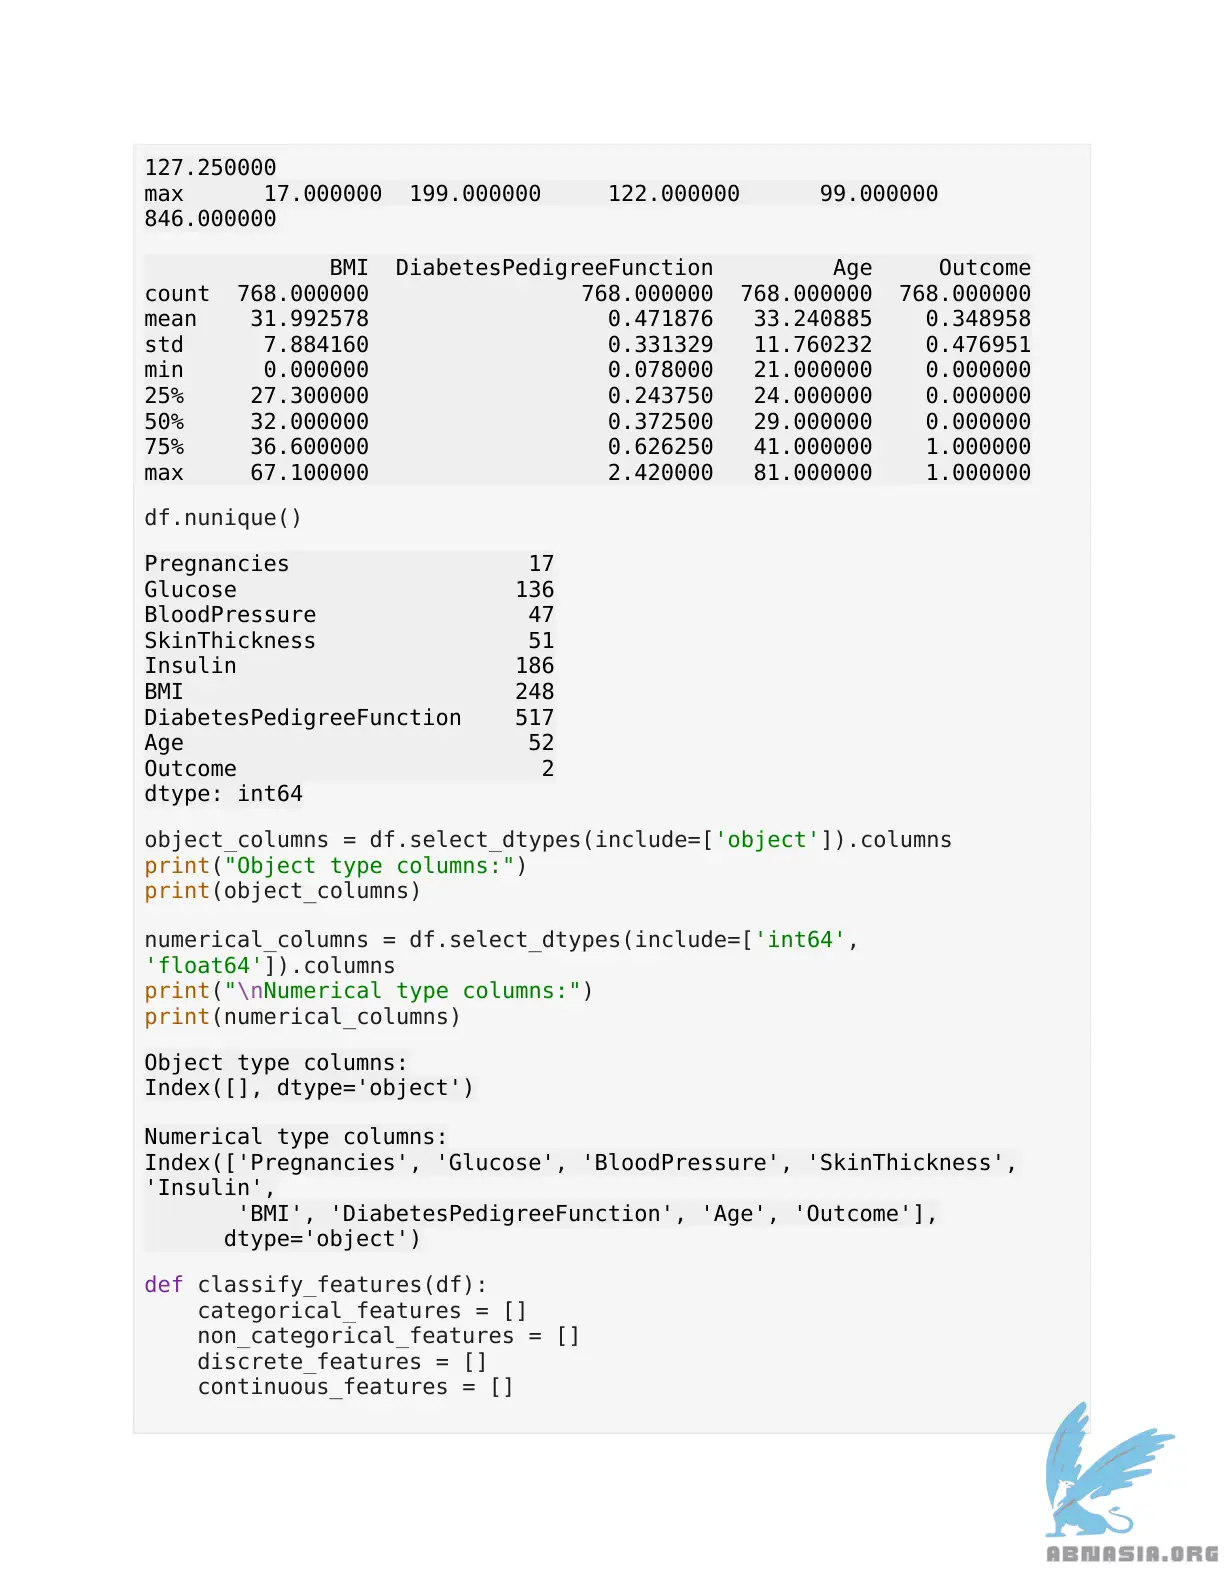 127.250000
max      17.000000  199.000000     122.000000      99.000000
846.000000

              BMI  DiabetesPedigreeFunction         Age     Outcome
count  768.000000                768.000000  768.000000  768.000000
mean    31.992578                  0.471876   33.240885    0.348958
std      7.884160                  0.331329   11.760232    0.476951
min      0.000000                  0.078000   21.000000    0.000000
25%     27.300000                  0.243750   24.000000    0.000000
50%     32.000000                  0.372500   29.000000    0.000000
75%     36.600000                  0.626250   41.000000    1.000000
max     67.100000                  2.420000   81.000000    1.000000

df.nunique()

Pregnancies                  17
Glucose                     136
BloodPressure                47
SkinThickness                51
Insulin                     186
BMI                         248
DiabetesPedigreeFunction    517
Age                          52
Outcome                       2
dtype: int64

object_columns = df.select_dtypes(include=['object']).columns
print("Object type columns:")
print(object_columns)

numerical_columns = df.select_dtypes(include=['int64',
'float64']).columns
print("\nNumerical type columns:")
print(numerical_columns)

Object type columns:
Index([], dtype='object')

Numerical type columns:
Index(['Pregnancies', 'Glucose', 'BloodPressure', 'SkinThickness',
'Insulin',
       'BMI', 'DiabetesPedigreeFunction', 'Age', 'Outcome'],
      dtype='object')

def classify_features(df):
    categorical_features = []
    non_categorical_features = []
    discrete_features = []
    continuous_features = []

ABNASIA.ORG